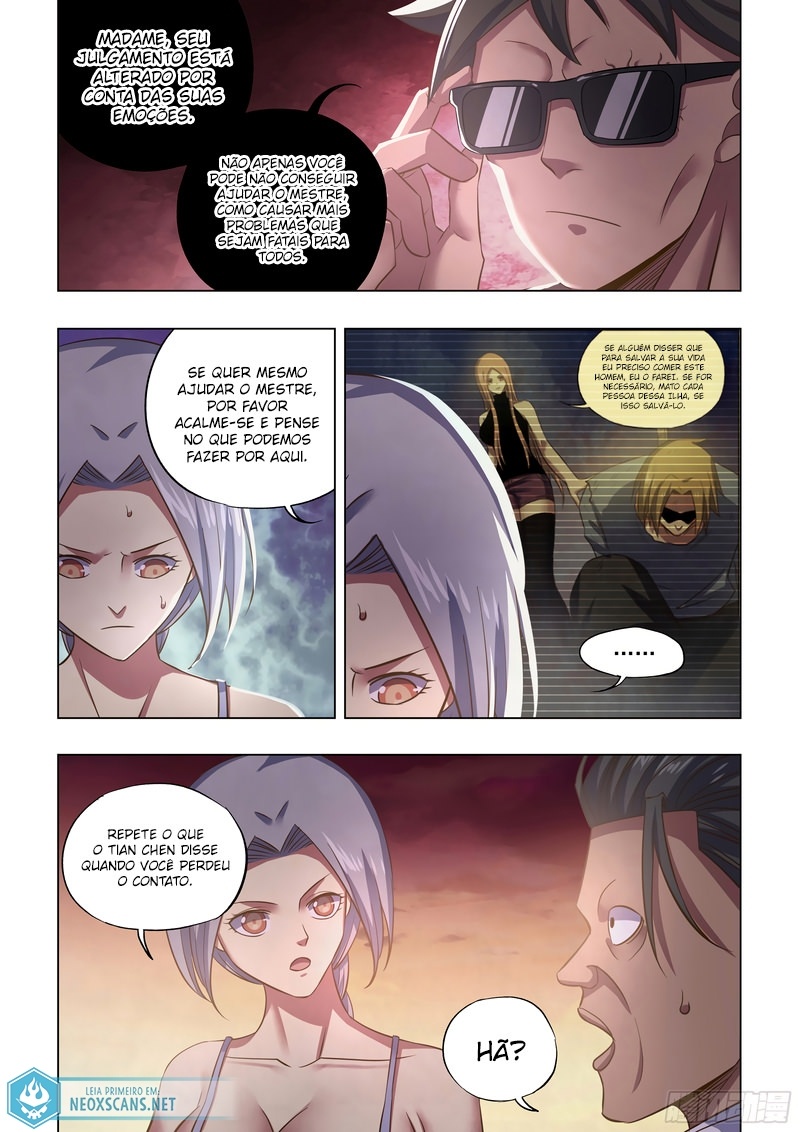 MADAME, SEU
JULGAMENTO ESTÁ
ALTERADO POR
CONTA DAS SUAS
EMOÇÕES.
NÃO APENAS VOCÊ
PODE NÃO CONSEGUIR
AJUDAR O MESTRE,
COMO CAUSAR MAIS
PROBLEMAS QUE
SEJAM FATAIS PARA
TODOS.
SE QUER MESMO
AJUDAR O MESTRE,
POR FAVOR
ACALME-SE E PENSE
NO QUE PODEMOS
FAZER POR AQUI.
SE ALGUÉM DISSER QUE
PARA SALVAR A SUA VIDA
EU PRECISO COMER ESTE
HOMEM, EU O FAREI. SE FOR
NECESSÁRIO, MATO CADA
PESSOA DESSA ILHA, SE
ISSO SALVÁ-LO.
......
REPETE O QUE
O TIAN CHEN DISSE
QUANDO VOCÊ PERDEU
O CONTATO.
HÃ?
LEIA PRIMEIRO EM:
NEOXSCANS.NET
腾讯动漫